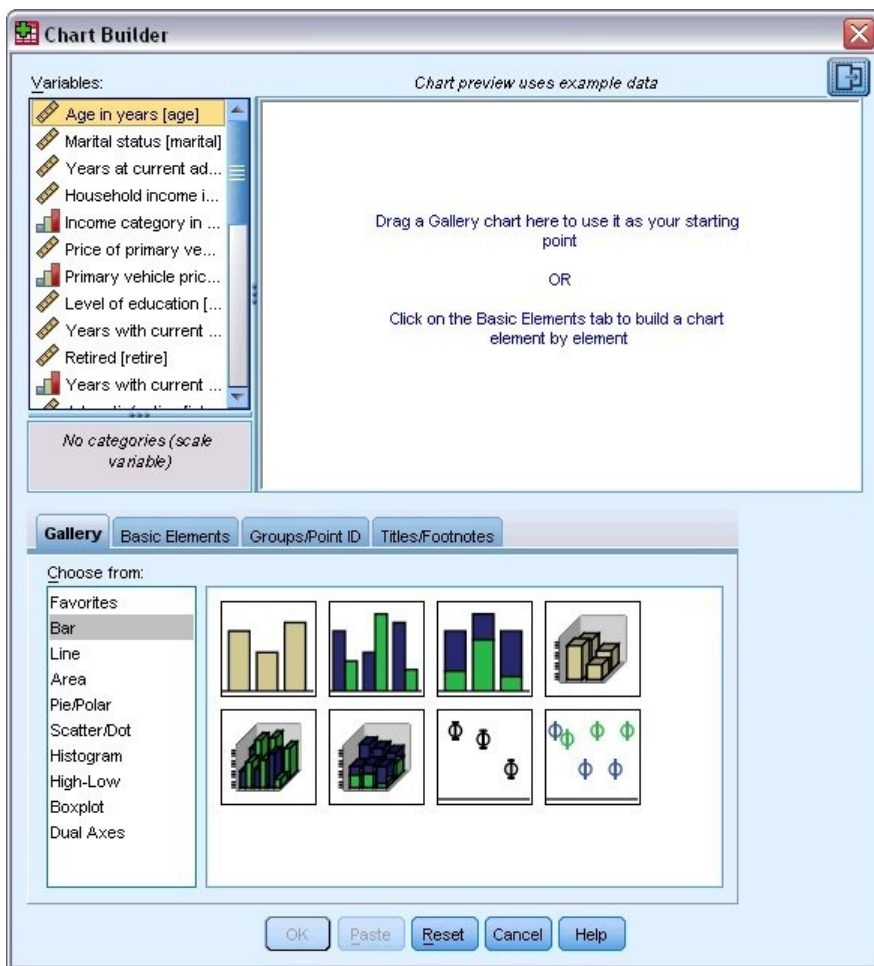 Chart Builder
Variables:
Chart preview uses example data
Age in years [age]
Marital status [marital]
Years at current ad...
Household income i...
Income category in ...
Price of primary ve...
Primary vehicle pric...
Level of education [...
Years with current ...
Retired [retire]
Years with current ...
No categories (scale
variable)
Drag a Gallery chart here to use it as your starting
point
OR
Click on the Basic Elements tab to build a chart
element by element
Gallery
Basic Elements
Groups/Point ID
Titles/Footnotes
Choose from:
Favorites
Bar
Line
Area
Pie/Polar
Scatter/Dot
Histogram
High-Low
Boxplot
Dual Axes
OK
Paste
Reset
Cancel
Help